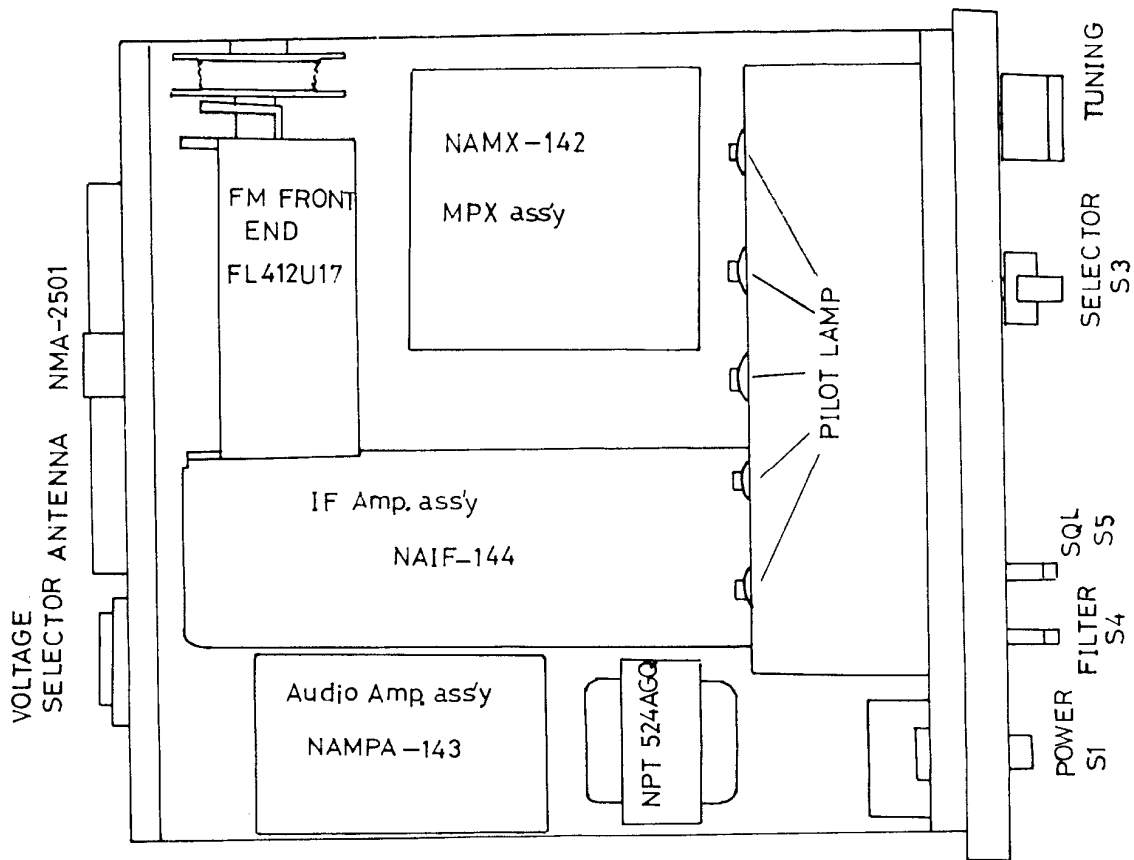 VOLTAGE
SELECTOR
ANTENNA
NMA-2501
FM FRONT
END
FL412U17
NAMX-142
MPX ass'y
IF Amp. ass'y
NAIF-144
Audio Amp. ass'y
NAMPA-143
NPT 524AGQ
PILOT LAMP
TUNING
SELECTOR
S3
SQL
S5
FILTER
S4
POWER
S1